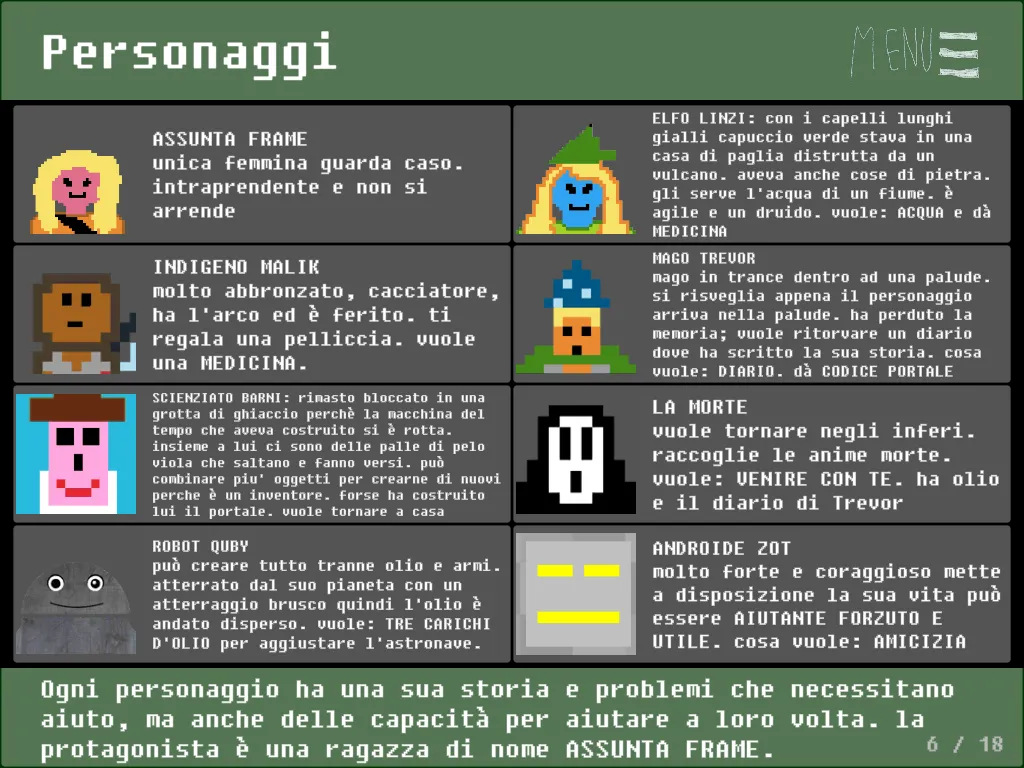 Personaggi
MENU
ASSUNTA FRAME
unica femmina guarda caso.
intraprendente e non si
arrende
ELFO LINZI: con i capelli lunghi
gialli capuccio verde stava in una
casa di paglia distrutta da un
vulcano. aveva anche cose di pietra.
gli serve l'acqua di un fiume. è
agile e un druido. vuole: ACQUA e dà
MEDICINA
INDIGENO MALIK
molto abbronzato, cacciatore,
ha l'arco ed è ferito. ti
regala una pelliccia. vuole
una MEDICINA.
MAGO TREVOR
mago in trance dentro ad una palude.
si risveglia appena il personaggio
arriva nella palude. ha perduto la
memoria; vuole ritorvare un diario
dove ha scritto la sua storia. cosa
vuole: DIARIO. dà CODICE PORTALE
SCIENZIATO BARNI: rimasto bloccato in una
grotta di ghiaccio perchè la macchina del
tempo che aveva costruito si è rotta.
insieme a lui ci sono delle palle di pelo
viola che saltano e fanno versi. può
combinare piu' oggetti per crearne di nuovi
perche è un inventore. forse ha costruito
lui il portale. vuole tornare a casa
LA MORTE
vuole tornare negli inferi.
raccoglie le anime morte.
vuole: VENIRE CON TE. ha olio
e il diario di Trevor
ROBOT QUBY
può creare tutto tranne olio e armi.
atterrato dal suo pianeta con un
atterraggio brusco quindi l'olio è
andato disperso. vuole: TRE CARICHI
D'OLIO per aggiustare l'astronave.
ANDROIDE ZOT
molto forte e coraggioso mette
a disposizione la sua vita può
essere AIUTANTE FORZUTO E
UTILE. cosa vuole: AMICIZIA
Ogni personaggio ha una sua storia e problemi che necessitano
aiuto, ma anche delle capacità per aiutare a loro volta. la
protagonista è una ragazza di nome ASSUNTA FRAME.
6 / 18